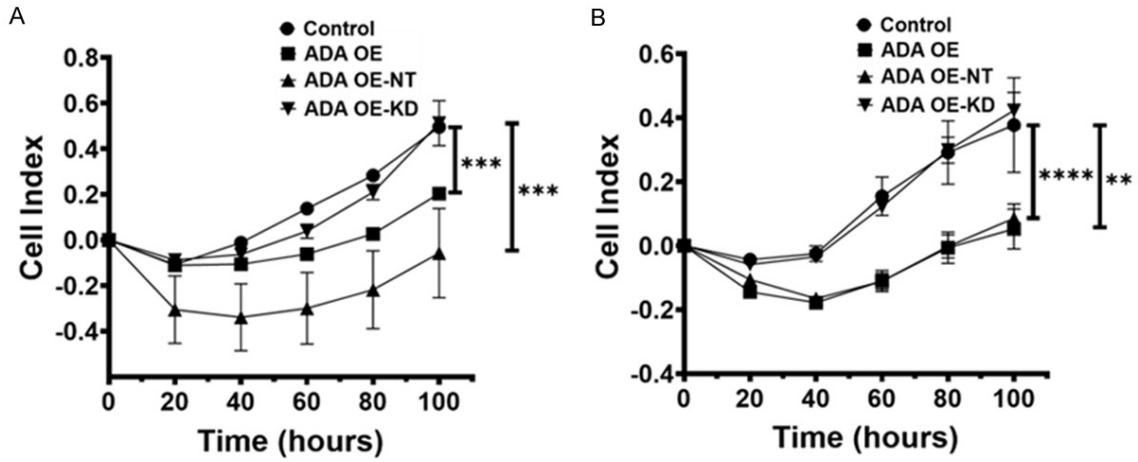 A
Control
ADA OE
ADA OE-NT
ADA OE-KD
0.8
0.6
0.4
0.2
0.0
-0.2
-0.4
Cell Index
***
***
0 20 40 60 80 100
Time (hours)
B
Control
ADA OE
ADA OE-NT
ADA OE-KD
0.6
0.4
0.2
0.0
-0.2
-0.4
Cell Index
****
**
0 20 40 60 80 100
Time (hours)